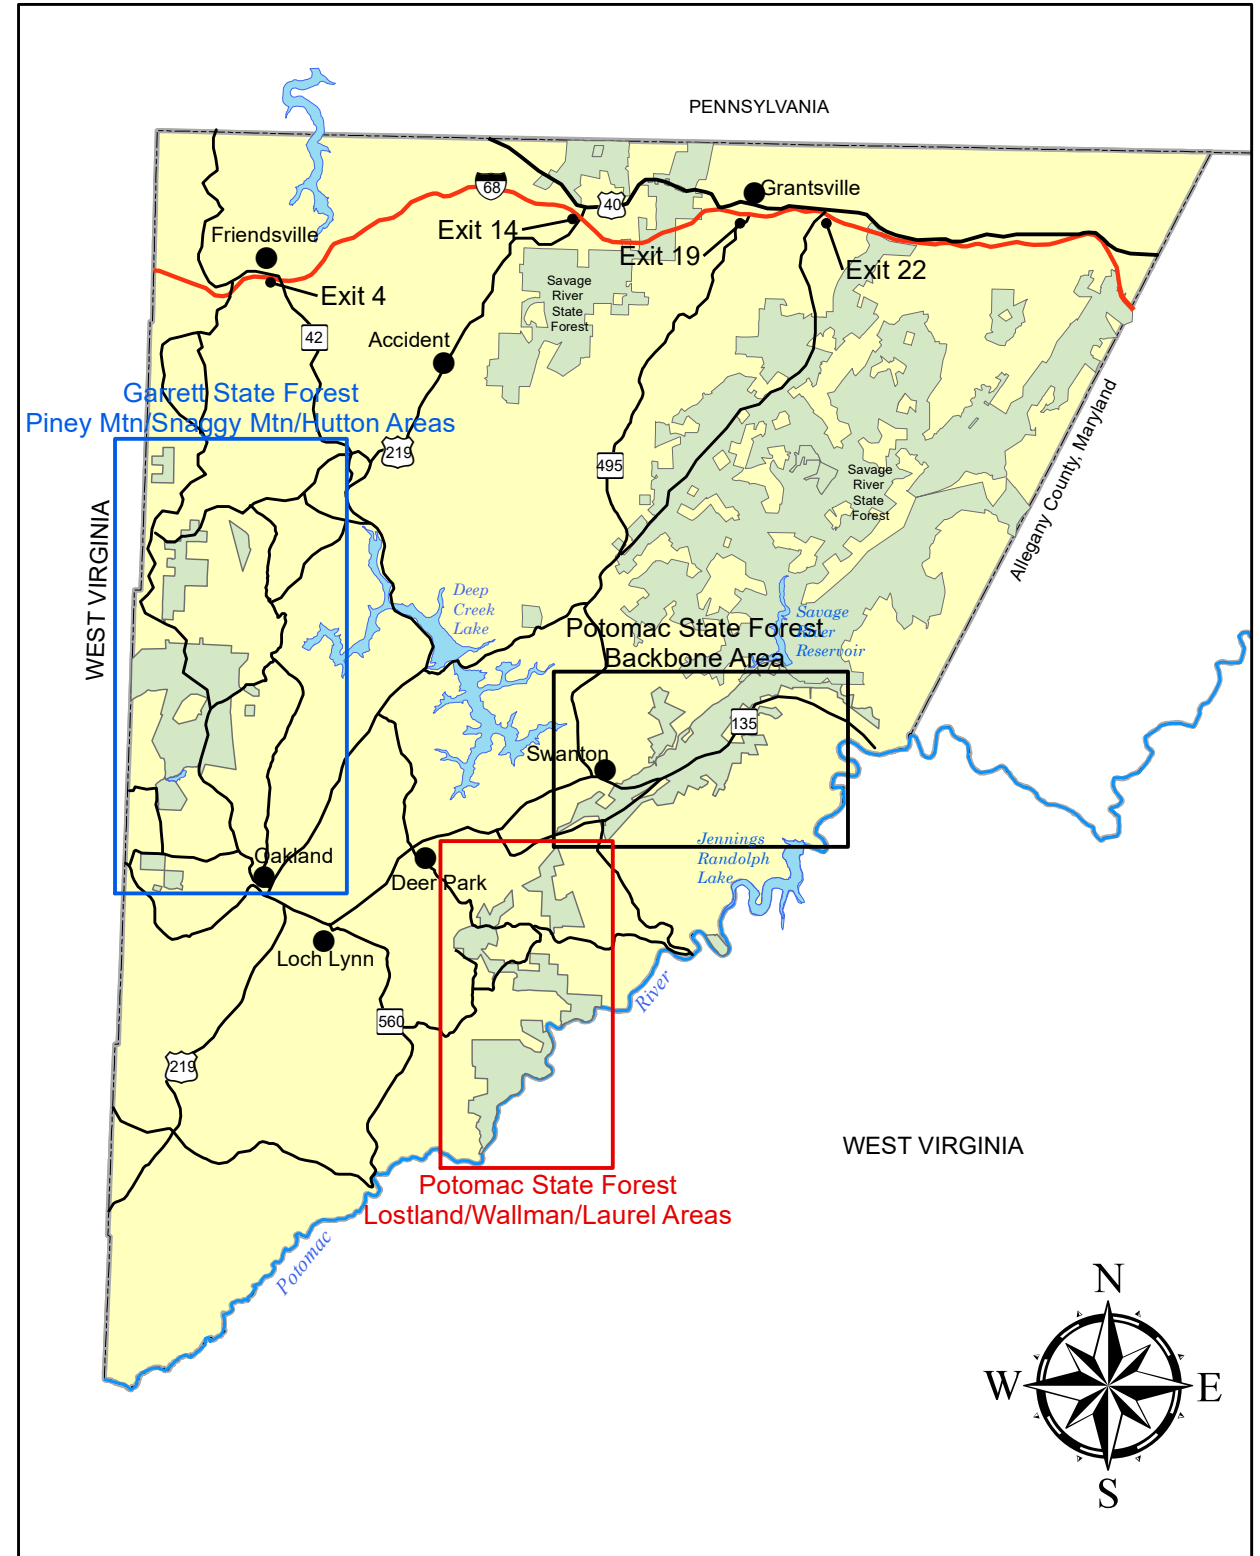 PENNSYLVANIA
68
Grantsville
40
Exit 14
Friendsville
Exit 19
Exit 22
Savage
River
State
Forest
Exit 4
42
Accident
Garrett State Forest
Piney Mtn/Snaggy Mtn/Hutton Areas
219
495
Allegany County, Maryland
Savage
River
State
Forest
WEST VIRGINIA
Deep
Creek
Lake
Savage
River
Reservoir
Potomac State Forest
Backbone Area
135
Swanton
Jennings
Randolph
Lake
Oakland
Deer Park
Loch Lynn
River
560
219
WEST VIRGINIA
Potomac State Forest
Lostland/Wallman/Laurel Areas
Potomac
N
W
E
S